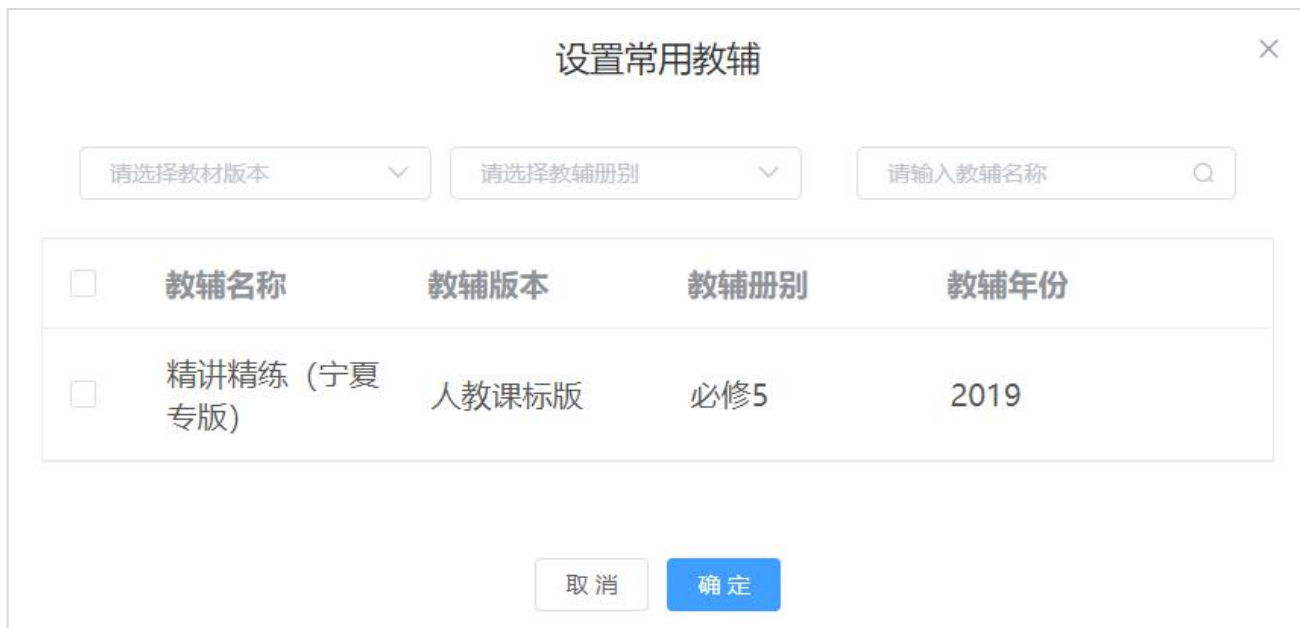 设置常用教辅
请选择教材版本 请选择教辅册别 请输入教辅名称
教辅名称 教辅版本 教辅册别 教辅年份
精讲精练（宁夏
专版） 人教课标版 必修5 2019
取 消 确 定